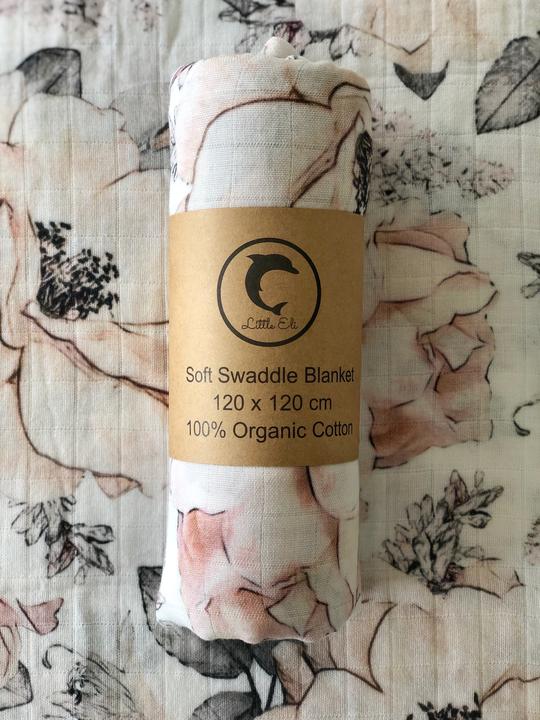 Little Eli
Soft Swaddle Blanket
120 x 120 cm
100% Organic Cotton